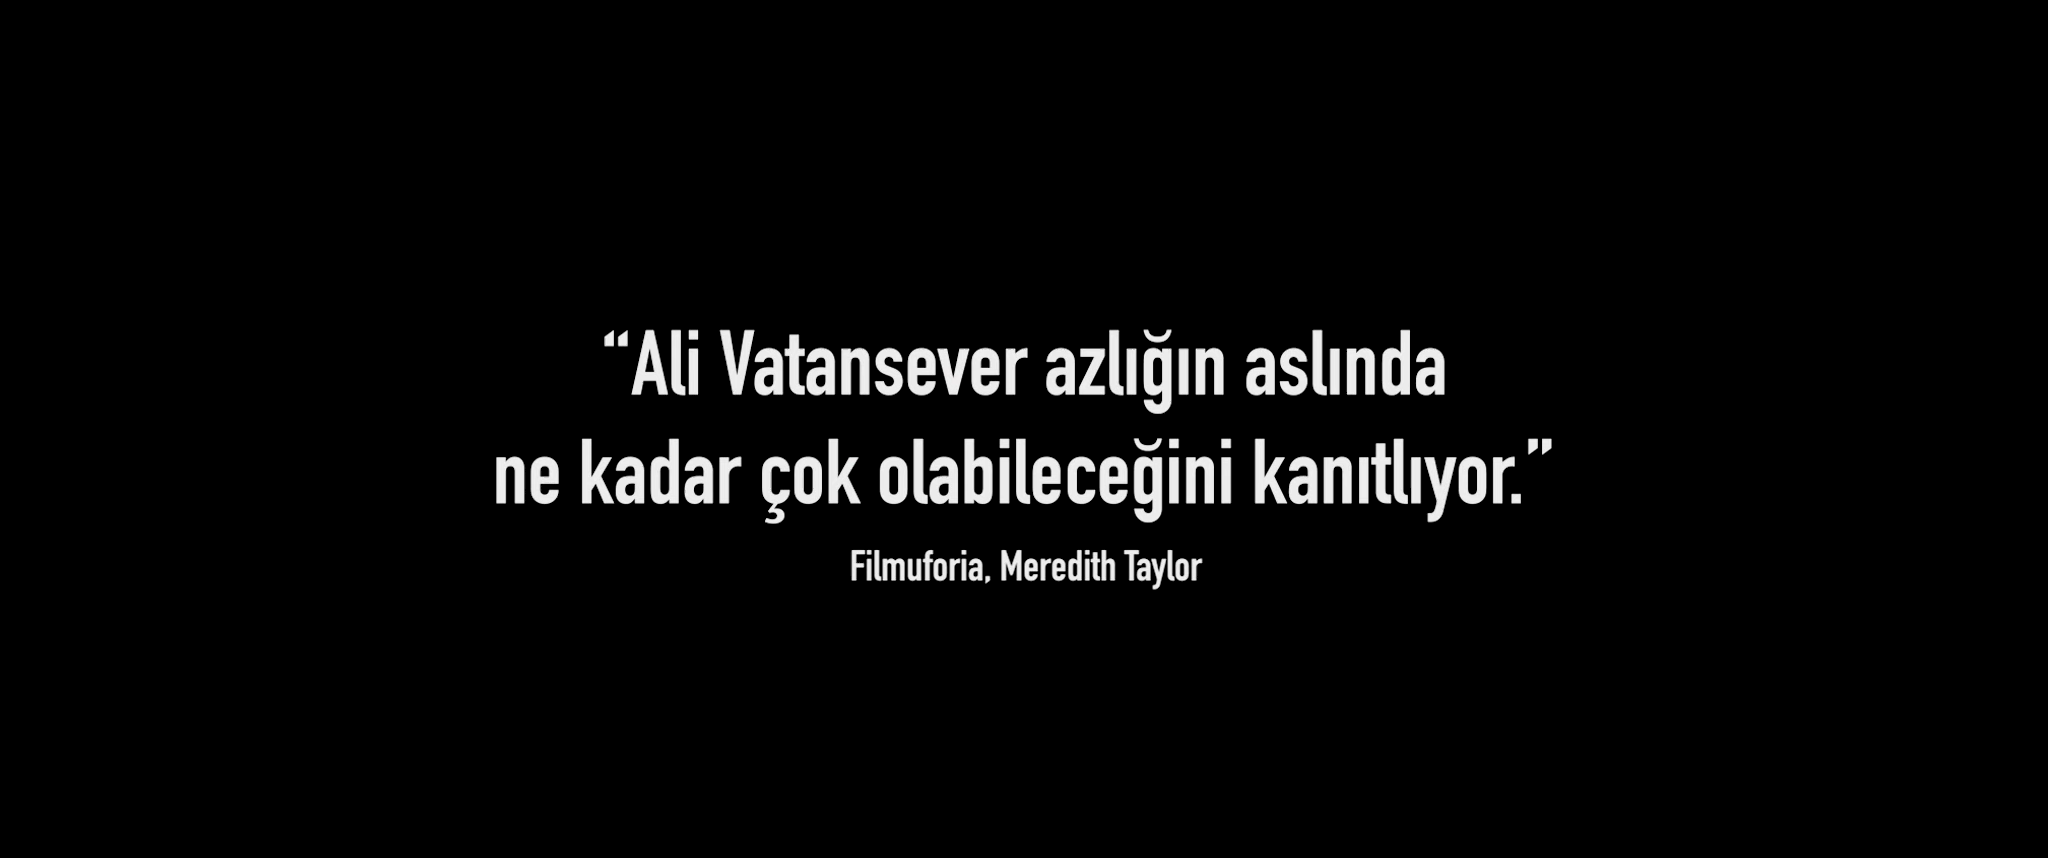 “Ali Vatansever azlığın aslında
ne kadar çok olabileceğini kanıtlıyor.”
Filmuforia, Meredith Taylor